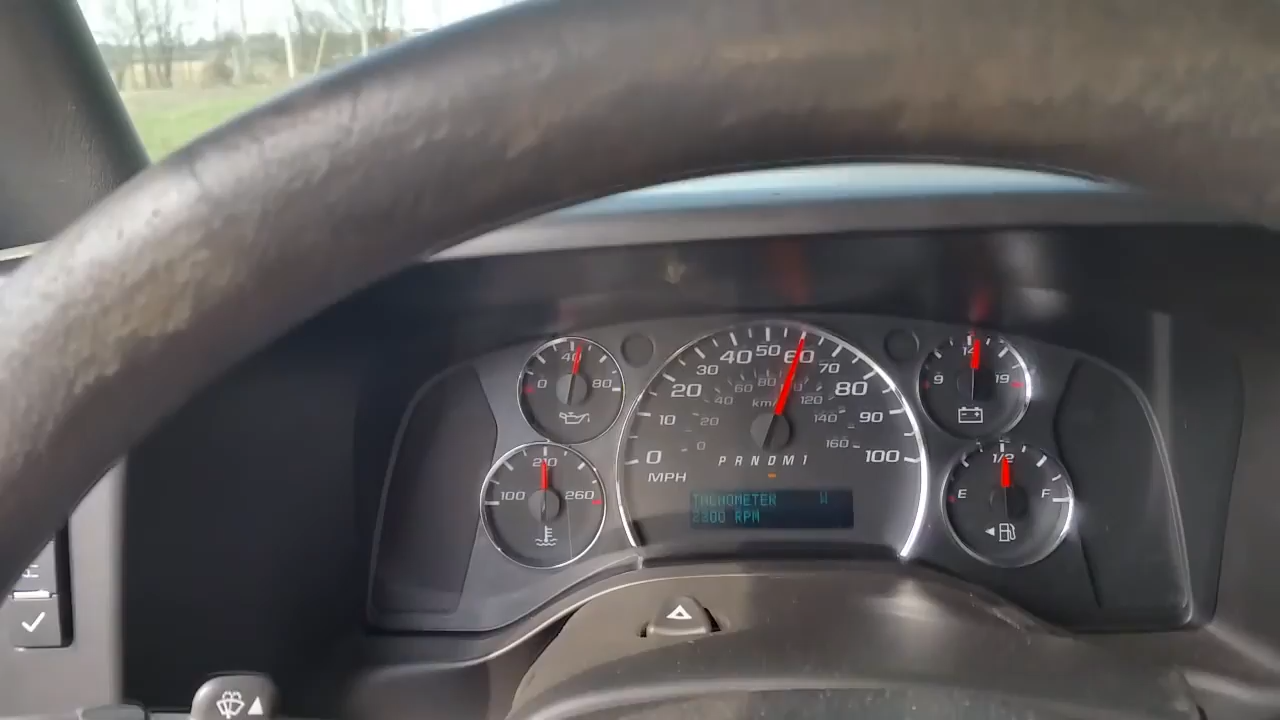 40
0 80
210
100 260
0 10 20 30 40 50 60 70 80 90 100
MPH
km/
0 20 40 60 80 120 140 160
P R N D M 1
TACHOMETER W
2300 RPM
14
9 19
1/2
E F